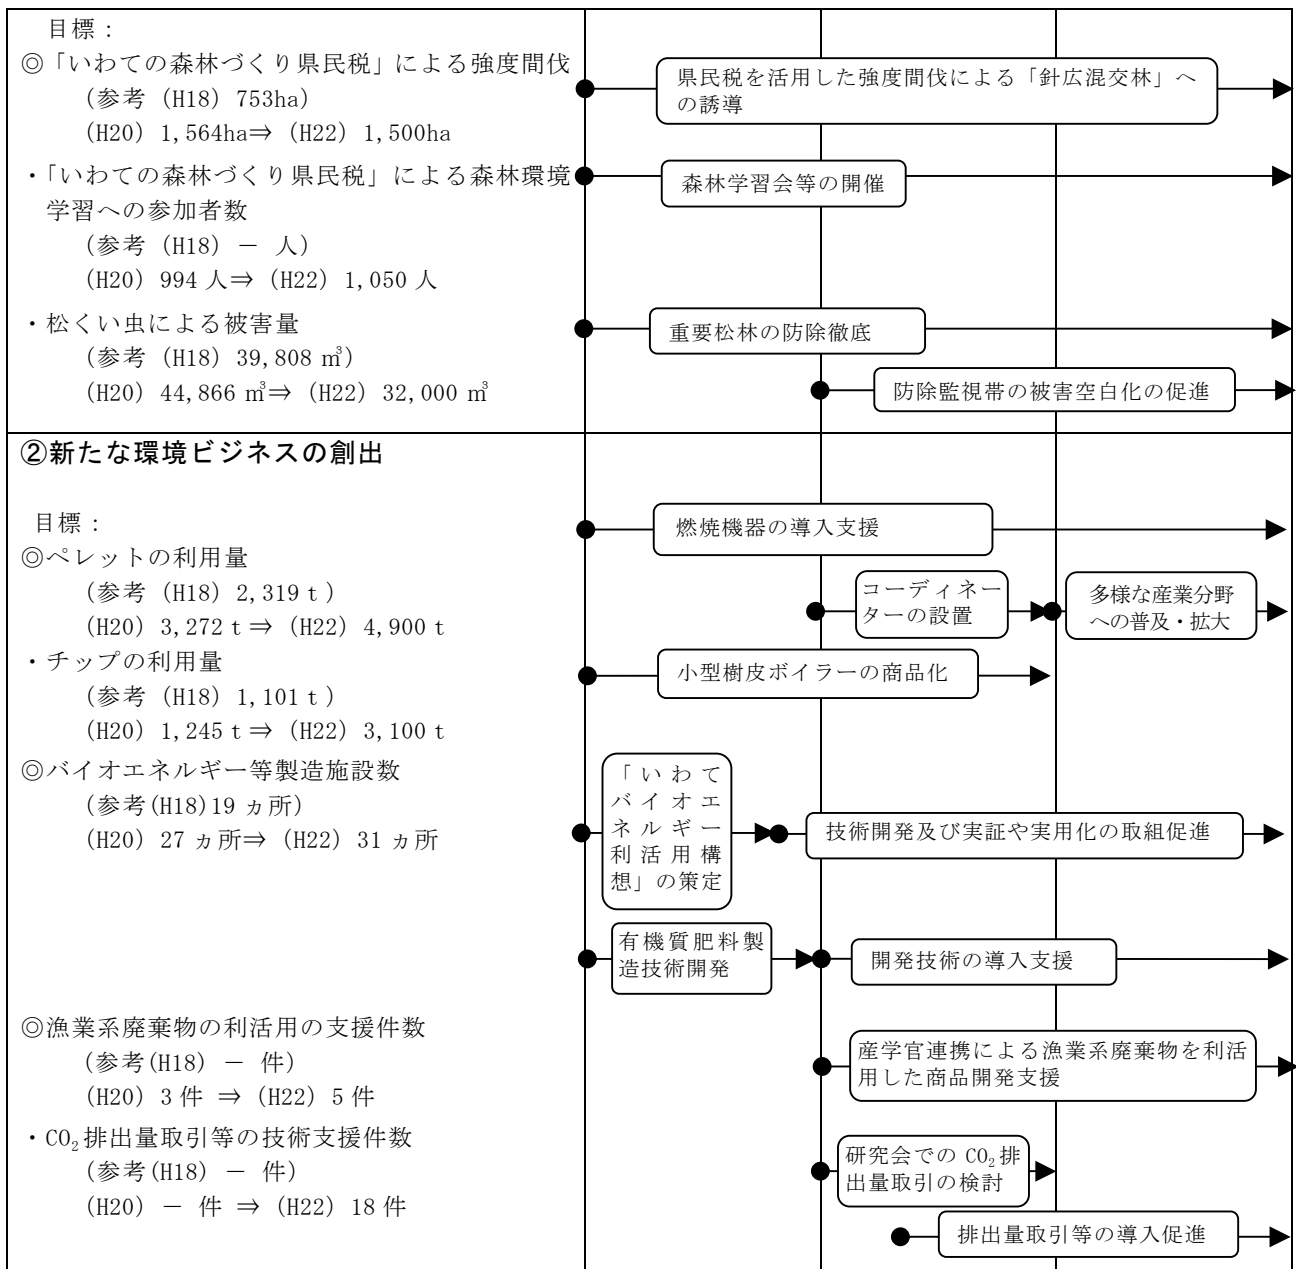 目標：
◎「いわての森林づくり県民税」による強度間伐
（参考（H18）753ha）
（H20）1,564ha⇒（H22）1,500ha
県民税を活用した強度間伐による「針広混交林」へ
の誘導
・「いわての森林づくり県民税」による森林環境
学習への参加者数
（参考（H18）－ 人）
（H20）994 人⇒（H22）1,050 人
森林学習会等の開催
・松くい虫による被害量
（参考（H18）39,808 ㎥）
（H20）44,866 ㎥⇒（H22）32,000 ㎥
重要松林の防除徹底
防除監視帯の被害空白化の促進
②新たな環境ビジネスの創出
目標：
◎ペレットの利用量
（参考（H18）2,319ｔ）
（H20）3,272ｔ⇒（H22）4,900ｔ
燃焼機器の導入支援
コーディネー
ターの設置
多様な産業分野
への普及・拡大
・チップの利用量
（参考（H18）1,101ｔ）
（H20）1,245ｔ⇒（H22）3,100ｔ
小型樹皮ボイラーの商品化
◎バイオエネルギー等製造施設数
（参考(H18)19 ヵ所）
（H20）27 ヵ所⇒（H22）31 ヵ所
「いわて
バイオエ
ネルギー
利活用構
想」の策定
技術開発及び実証や実用化の取組促進
有機質肥料製
造技術開発
開発技術の導入支援
◎漁業系廃棄物の利活用の支援件数
（参考(H18）－ 件）
（H20）3 件 ⇒（H22）5 件
産学官連携による漁業系廃棄物を利活
用した商品開発支援
・CO₂排出量取引等の技術支援件数
（参考(H18）－ 件）
（H20）－ 件 ⇒（H22）18 件
研究会での CO₂排
出量取引の検討
排出量取引等の導入促進